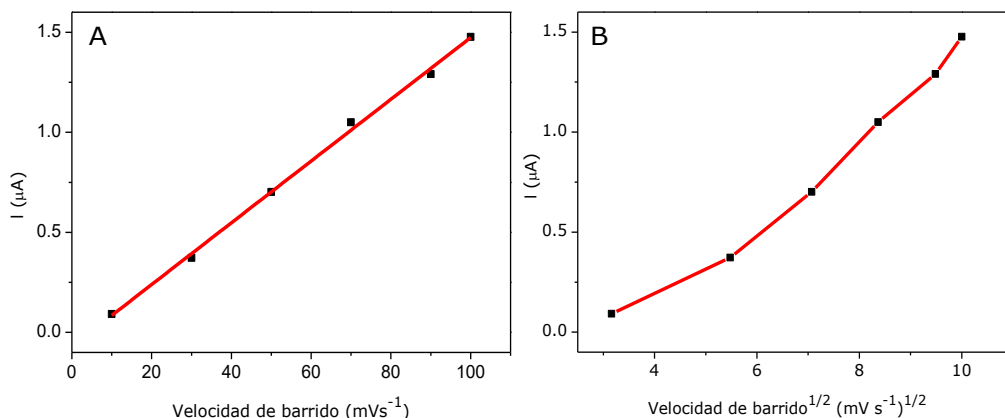 A
I (μA)
1.5
1.0
0.5
0.0
0 20 40 60 80 100
Velocidad de barrido (mVs⁻¹)
B
I (μA)
1.5
1.0
0.5
0.0
4 6 8 10
Velocidad de barrido¹/² (mV s⁻¹)¹/²